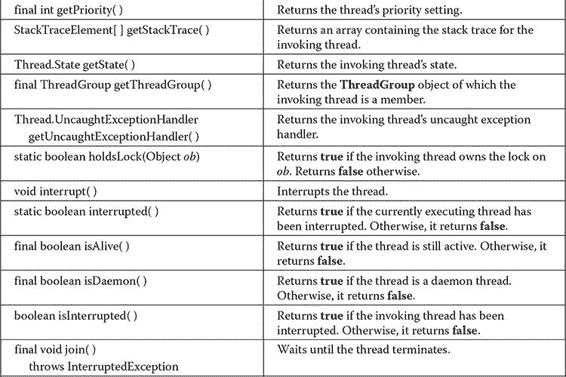 final int getPriority( )
Returns the thread's priority setting.
StackTraceElement[ ] getStackTrace( )
Returns an array containing the stack trace for the
invoking thread.
Thread.State getState( )
Returns the invoking thread's state.
final ThreadGroup getThreadGroup( )
Returns the ThreadGroup object of which the
invoking thread is a member.
Thread.UncaughtExceptionHandler
getUncaughtExceptionHandler( )
Returns the invoking thread's uncaught exception
handler.
static boolean holdsLock(Object ob)
Returns true if the invoking thread owns the lock on
ob. Returns false otherwise.
void interrupt( )
Interrupts the thread.
static boolean interrupted( )
Returns true if the currently executing thread has
been interrupted. Otherwise, it returns false.
final boolean isAlive( )
Returns true if the thread is still active. Otherwise, it
returns false.
final boolean isDaemon( )
Returns true if the thread is a daemon thread.
Otherwise, it returns false.
boolean isInterrupted( )
Returns true if the invoking thread has been
interrupted. Otherwise, it returns false.
final void join( )
throws InterruptedException
Waits until the thread terminates.